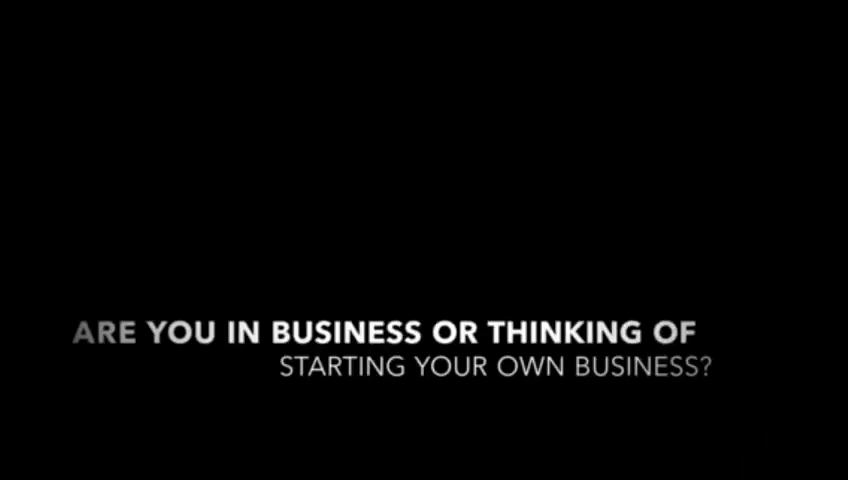 ARE YOU IN BUSINESS OR THINKING OF
STARTING YOUR OWN BUSINESS?